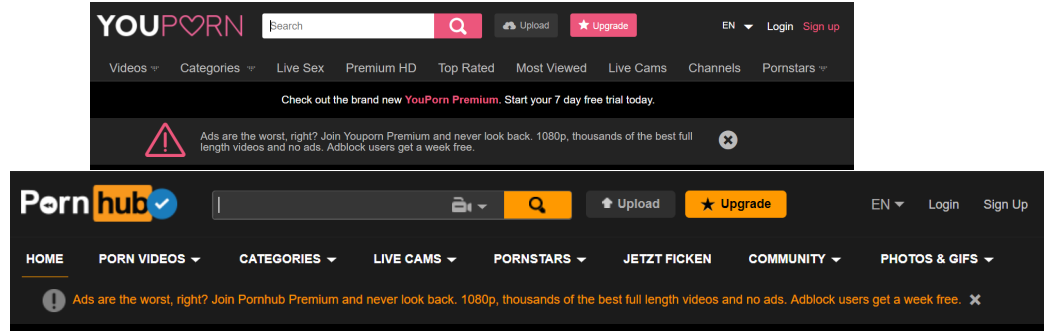 YOUPORN Search Upload Upgrade EN Login Sign up
Videos Categories Live Sex Premium HD Top Rated Most Viewed Live Cams Channels Pornstars
Check out the brand new YouPorn Premium. Start your 7 day free trial today.
Ads are the worst, right? Join Youporn Premium and never look back. 1080p, thousands of the best full
length videos and no ads. Adblock users get a week free.
Pornhub Upload Upgrade EN Login Sign Up
HOME PORN VIDEOS CATEGORIES LIVE CAMS PORNSTARS JETZT FICKEN COMMUNITY PHOTOS & GIFS
Ads are the worst, right? Join Pornhub Premium and never look back. 1080p, thousands of the best full length videos and no ads. Adblock users get a week free.